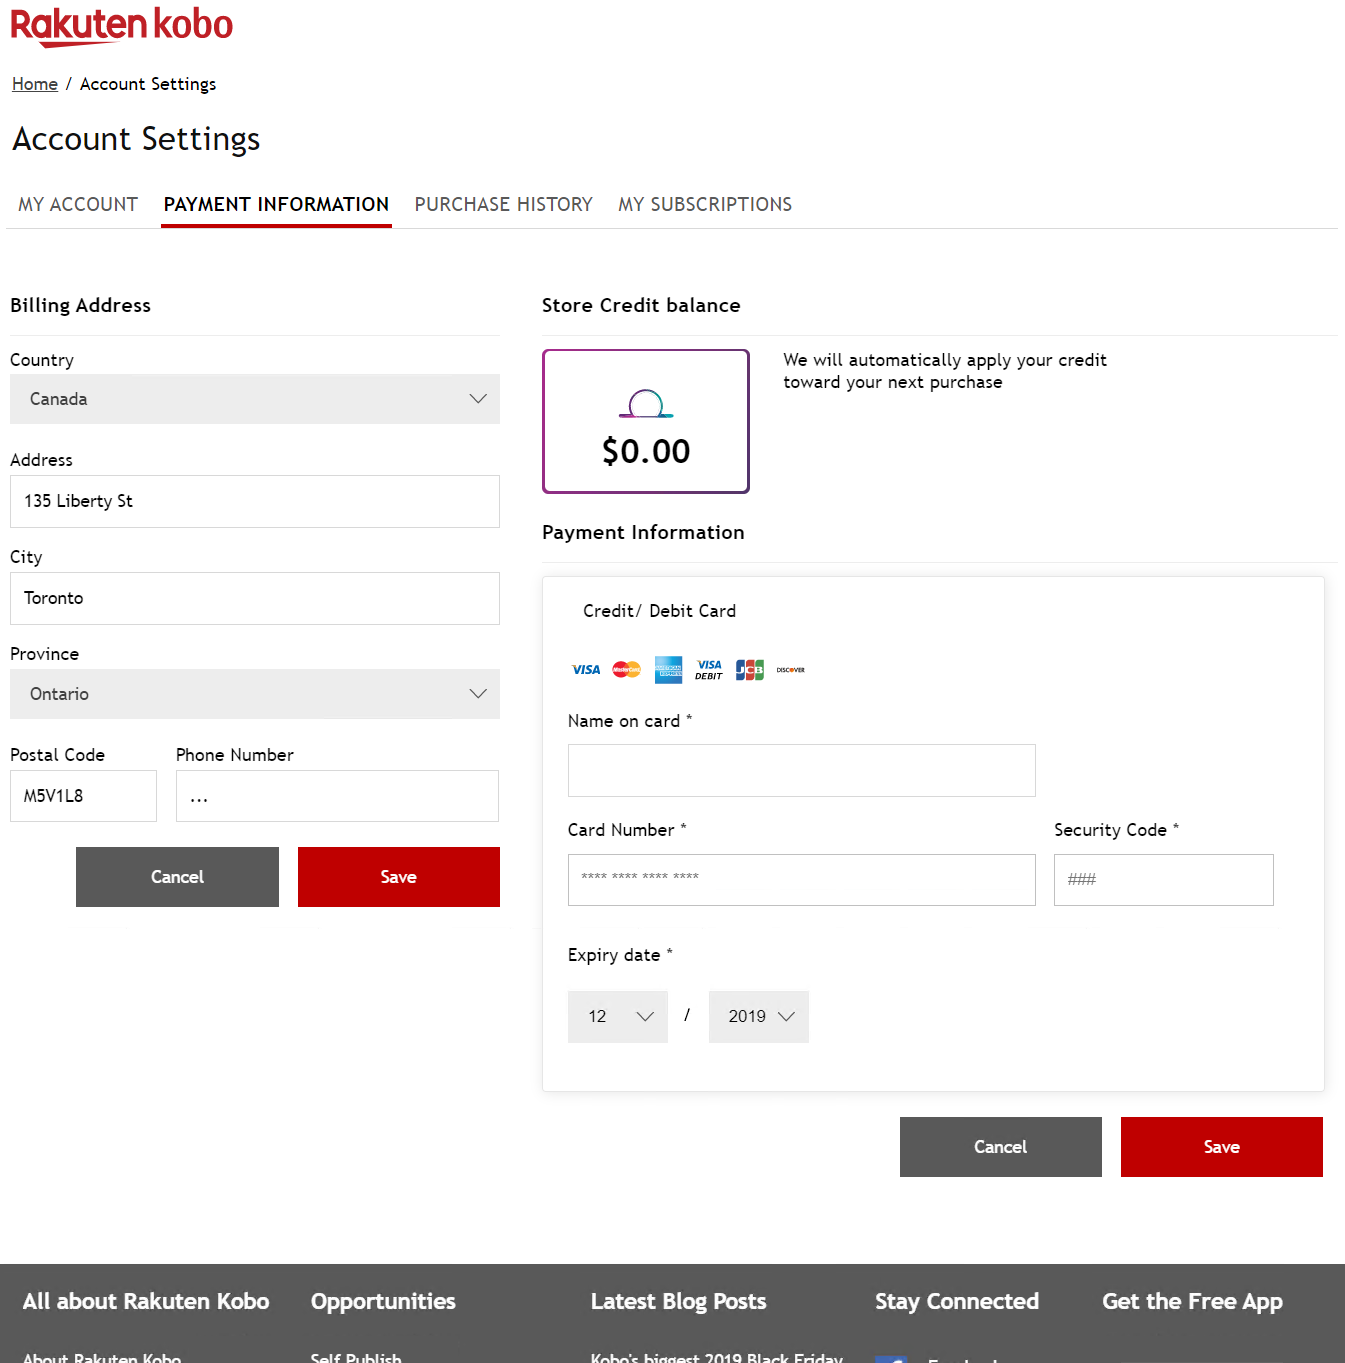 Rakuten kobo
Home / Account Settings
Account Settings
MY ACCOUNT PAYMENT INFORMATION PURCHASE HISTORY MY SUBSCRIPTIONS
Billing Address
Country
Canada
Address
135 Liberty St
City
Toronto
Province
Ontario
Postal Code Phone Number
M5V1L8 ...
Cancel Save
Store Credit balance
$0.00
We will automatically apply your credit
toward your next purchase
Payment Information
Credit/ Debit Card
VISA MasterCard AMERICAN EXPRESS VISA DEBIT JCB DISCOVER
Name on card *
Card Number * Security Code *
**** **** **** **** ###
Expiry date *
12 / 2019
Cancel Save
All about Rakuten Kobo Opportunities Latest Blog Posts Stay Connected Get the Free App
About Rakuten Kobo Self Publish Kobo's biggest 2019 Black Friday Facebook